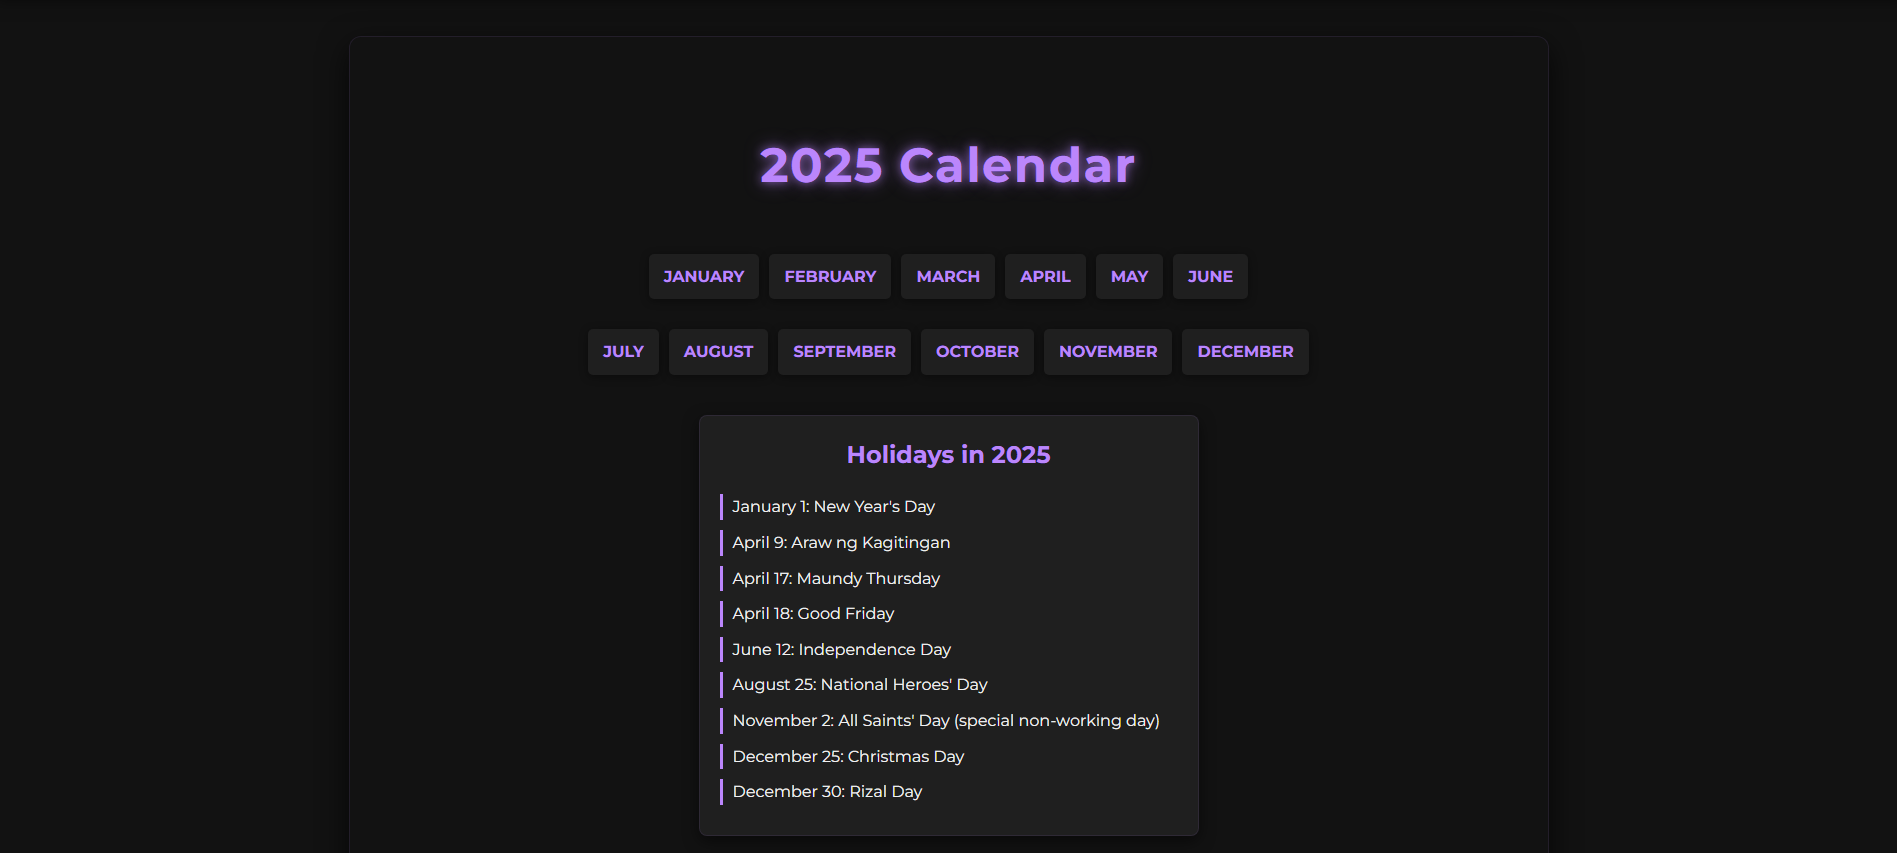 2025 Calendar
JANUARY FEBRUARY MARCH APRIL MAY JUNE
JULY AUGUST SEPTEMBER OCTOBER NOVEMBER DECEMBER
Holidays in 2025
January 1: New Year's Day
April 9: Araw ng Kagitingan
April 17: Maundy Thursday
April 18: Good Friday
June 12: Independence Day
August 25: National Heroes' Day
November 2: All Saints' Day (special non-working day)
December 25: Christmas Day
December 30: Rizal Day